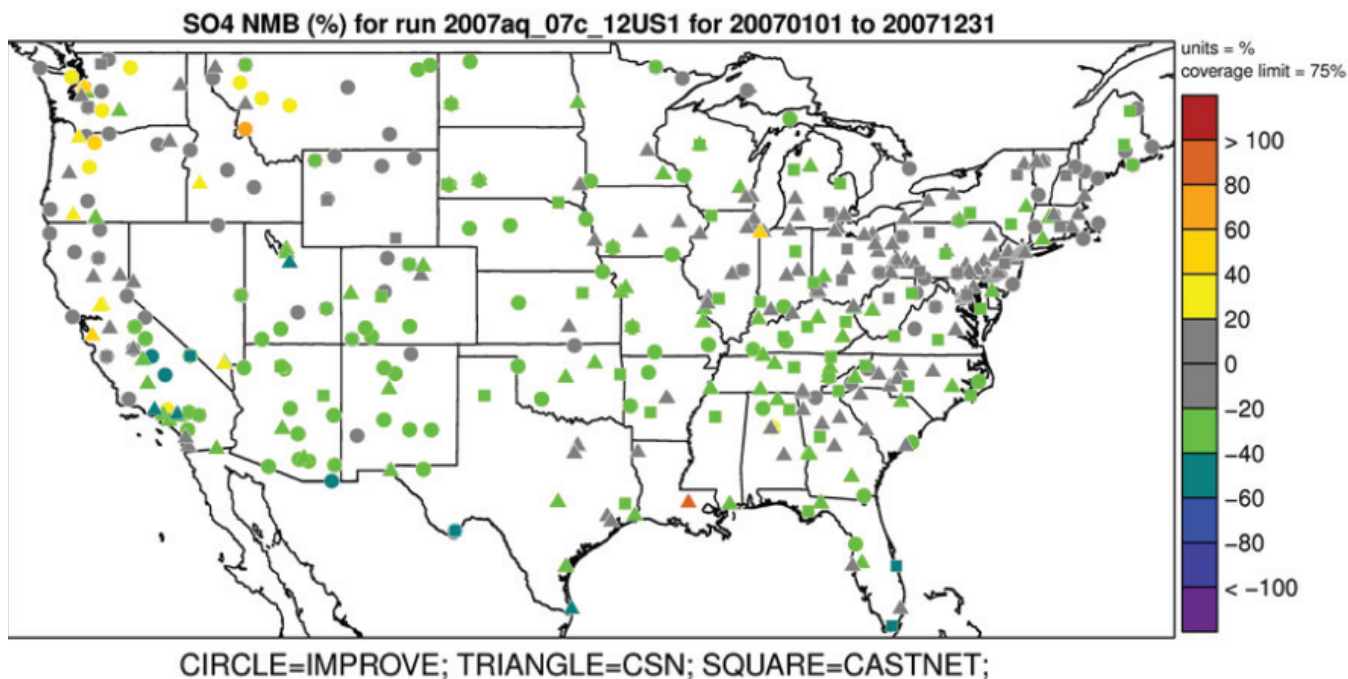 SO4 NMB (%) for run 2007aq_07c_12US1 for 20070101 to 20071231
units = %
coverage limit = 75%
> 100
80
60
40
20
0
−20
−40
−60
−80
< −100
CIRCLE=IMPROVE; TRIANGLE=CSN; SQUARE=CASTNET;